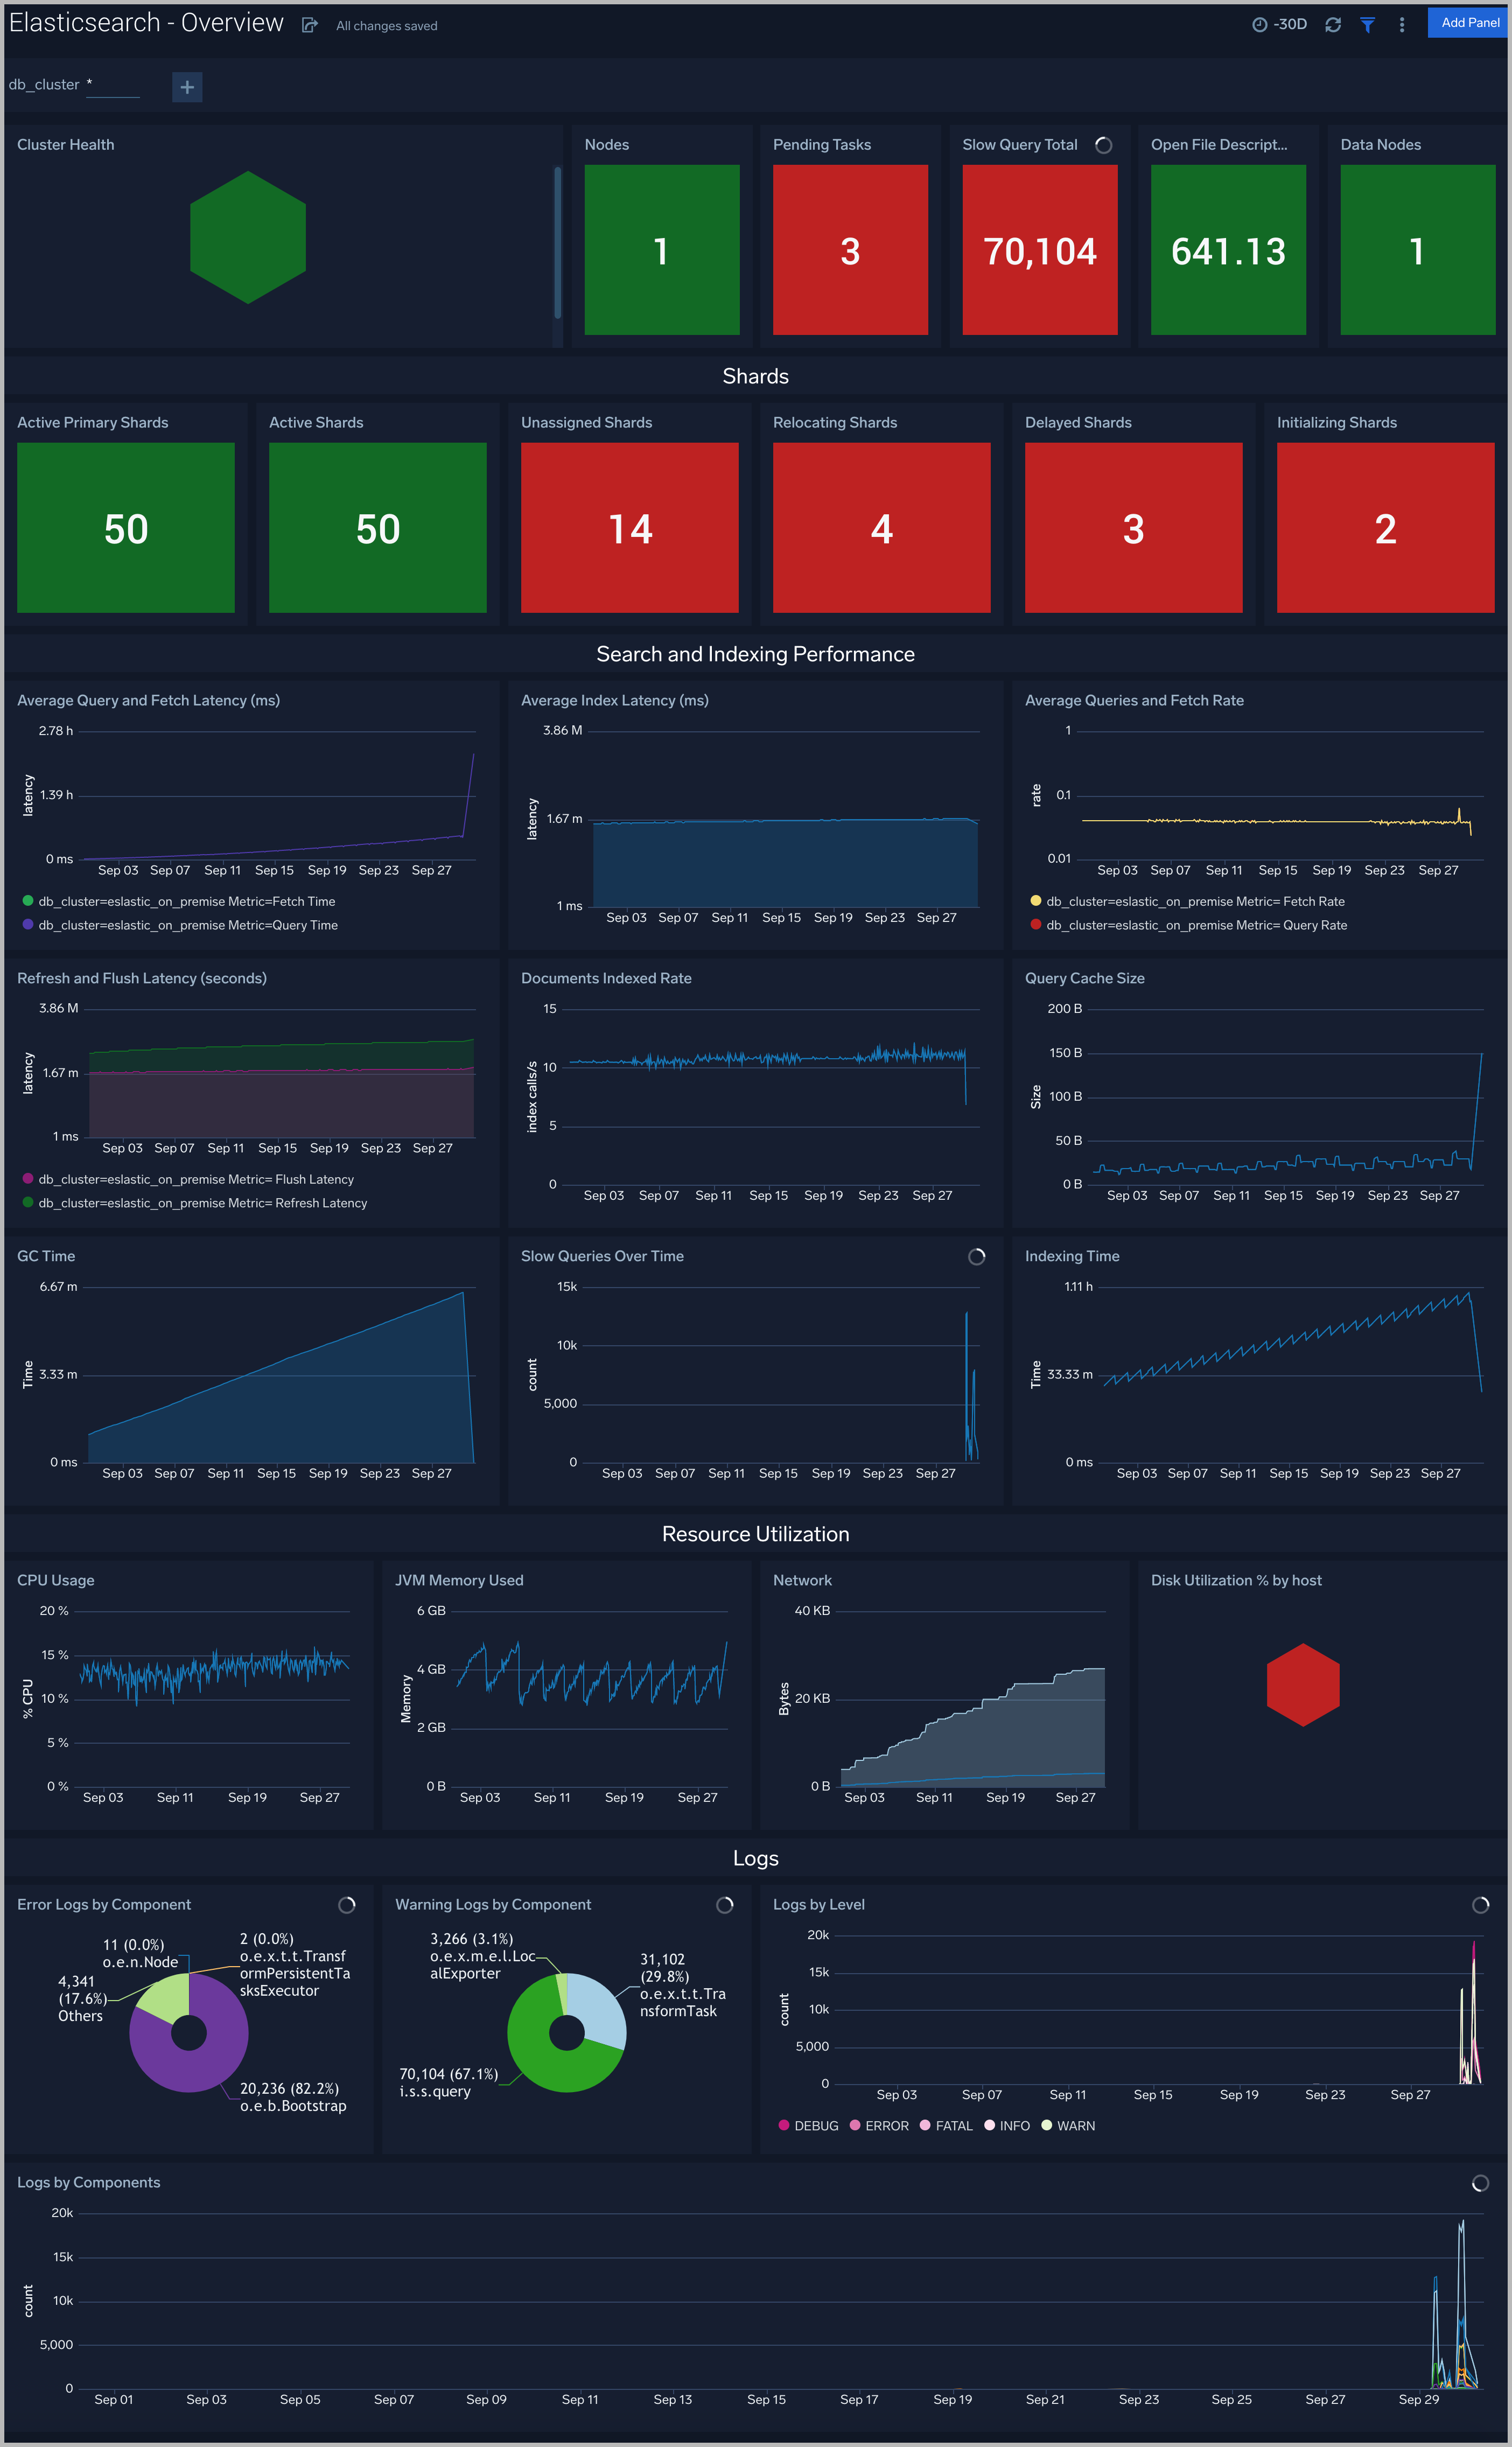 Elasticsearch - Overview
All changes saved
-30D
Add Panel
db_cluster *
+
Cluster Health
Nodes
1
Pending Tasks
3
Slow Query Total
70,104
Open File Descript...
641.13
Data Nodes
1
Shards
Active Primary Shards
50
Active Shards
50
Unassigned Shards
14
Relocating Shards
4
Delayed Shards
3
Initializing Shards
2
Search and Indexing Performance
Average Query and Fetch Latency (ms)
latency
2.78 h
1.39 h
0 ms
Sep 03 Sep 07 Sep 11 Sep 15 Sep 19 Sep 23 Sep 27
db_cluster=eslastic_on_premise Metric=Fetch Time
db_cluster=eslastic_on_premise Metric=Query Time
Average Index Latency (ms)
latency
3.86 M
1.67 m
1 ms
Sep 03 Sep 07 Sep 11 Sep 15 Sep 19 Sep 23 Sep 27
Average Queries and Fetch Rate
rate
1
0.1
0.01
Sep 03 Sep 07 Sep 11 Sep 15 Sep 19 Sep 23 Sep 27
db_cluster=eslastic_on_premise Metric= Fetch Rate
db_cluster=eslastic_on_premise Metric= Query Rate
Refresh and Flush Latency (seconds)
latency
3.86 M
1.67 m
1 ms
Sep 03 Sep 07 Sep 11 Sep 15 Sep 19 Sep 23 Sep 27
db_cluster=eslastic_on_premise Metric= Flush Latency
db_cluster=eslastic_on_premise Metric= Refresh Latency
Documents Indexed Rate
index calls/s
15
10
5
0
Sep 03 Sep 07 Sep 11 Sep 15 Sep 19 Sep 23 Sep 27
Query Cache Size
Size
200 B
150 B
100 B
50 B
0 B
Sep 03 Sep 07 Sep 11 Sep 15 Sep 19 Sep 23 Sep 27
GC Time
Time
6.67 m
3.33 m
0 ms
Sep 03 Sep 07 Sep 11 Sep 15 Sep 19 Sep 23 Sep 27
Slow Queries Over Time
count
15k
10k
5,000
0
Sep 03 Sep 07 Sep 11 Sep 15 Sep 19 Sep 23 Sep 27
Indexing Time
Time
1.11 h
33.33 m
0 ms
Sep 03 Sep 07 Sep 11 Sep 15 Sep 19 Sep 23 Sep 27
Resource Utilization
CPU Usage
% CPU
20 %
15 %
10 %
5 %
0 %
Sep 03 Sep 11 Sep 19 Sep 27
JVM Memory Used
Memory
6 GB
4 GB
2 GB
0 B
Sep 03 Sep 11 Sep 19 Sep 27
Network
Bytes
40 KB
20 KB
0 B
Sep 03 Sep 11 Sep 19 Sep 27
Disk Utilization % by host
Logs
Error Logs by Component
11 (0.0%)
o.e.n.Node
2 (0.0%)
o.e.x.t.t.Transf
ormPersistentTa
sksExecutor
4,341
(17.6%)
Others
20,236 (82.2%)
o.e.b.Bootstrap
Warning Logs by Component
3,266 (3.1%)
o.e.x.m.e.l.Loc
alExporter
31,102
(29.8%)
o.e.x.t.t.Tra
nsformTask
70,104 (67.1%)
i.s.s.query
Logs by Level
count
20k
15k
10k
5,000
0
Sep 03 Sep 07 Sep 11 Sep 15 Sep 19 Sep 23 Sep 27
DEBUG ERROR FATAL INFO WARN
Logs by Components
count
20k
15k
10k
5,000
0
Sep 01 Sep 03 Sep 05 Sep 07 Sep 09 Sep 11 Sep 13 Sep 15 Sep 17 Sep 19 Sep 21 Sep 23 Sep 25 Sep 27 Sep 29